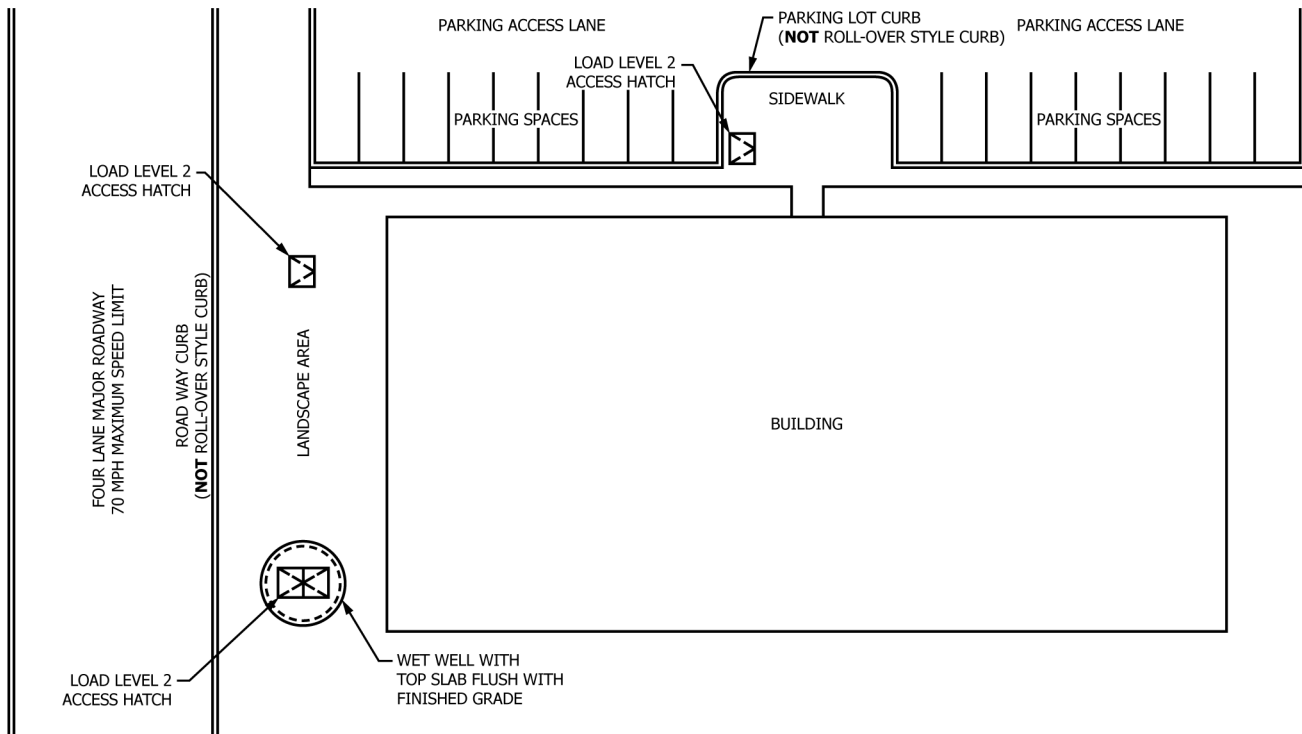 PARKING ACCESS LANE
PARKING LOT CURB
(NOT ROLL-OVER STYLE CURB)
PARKING ACCESS LANE
LOAD LEVEL 2
ACCESS HATCH
SIDEWALK
PARKING SPACES
PARKING SPACES
LOAD LEVEL 2
ACCESS HATCH
FOUR LANE MAJOR ROADWAY
70 MPH MAXIMUM SPEED LIMIT
ROAD WAY CURB
(NOT ROLL-OVER STYLE CURB)
LANDSCAPE AREA
BUILDING
LOAD LEVEL 2
ACCESS HATCH
WET WELL WITH
TOP SLAB FLUSH WITH
FINISHED GRADE